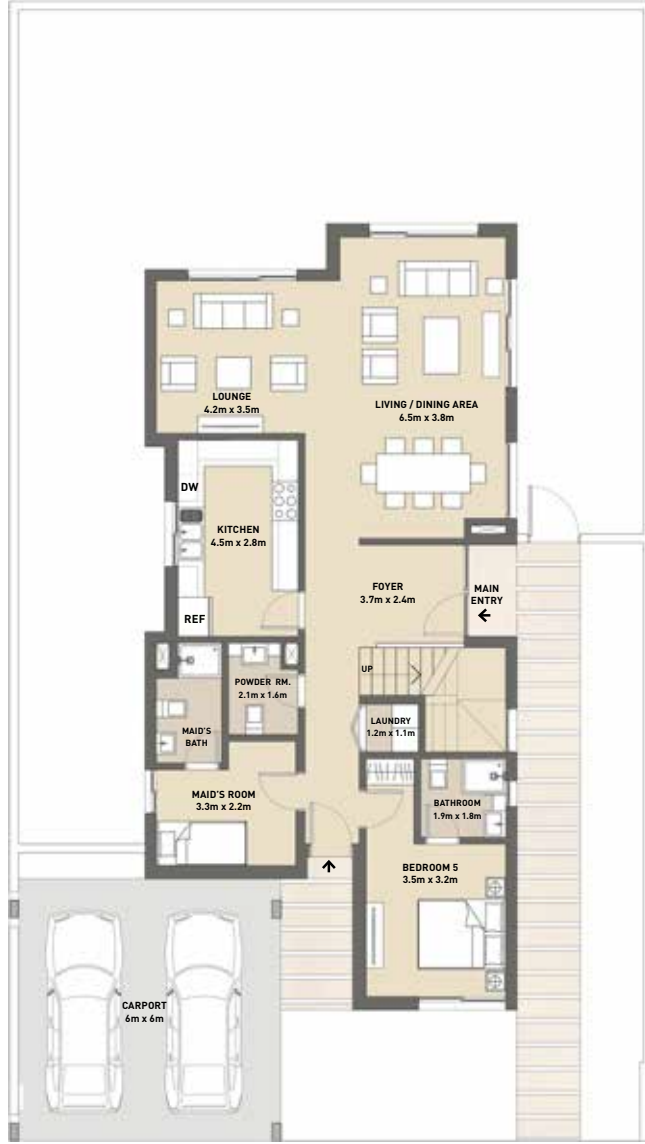 LOUNGE
4.2m x 3.5m
LIVING / DINING AREA
6.5m x 3.8m
DW
KITCHEN
4.5m x 2.8m
REF
FOYER
3.7m x 2.4m
MAIN
ENTRY
UP
POWDER RM.
2.1m x 1.6m
MAID'S
BATH
LAUNDRY
1.2m x 1.1m
MAID'S ROOM
3.3m x 2.2m
BATHROOM
1.9m x 1.8m
BEDROOM 5
3.5m x 3.2m
CARPORT
6m x 6m